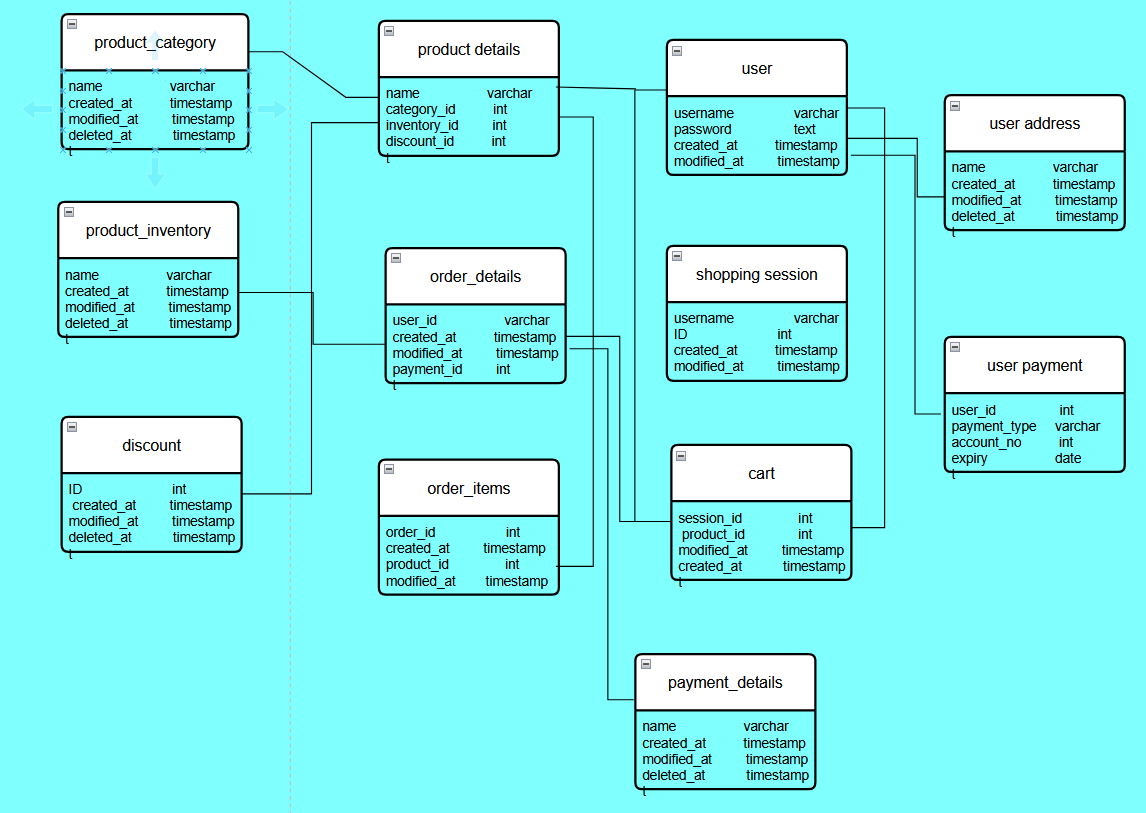 product_category
name varchar
created_at timestamp
modified_at timestamp
deleted_at timestamp
t
product details
name varchar
category_id int
inventory_id int
discount_id int
t
user
username varchar
password text
created_at timestamp
modified_at timestamp
user address
name varchar
created_at timestamp
modified_at timestamp
deleted_at timestamp
t
product_inventory
name varchar
created_at timestamp
modified_at timestamp
deleted_at timestamp
t
order_details
user_id varchar
created_at timestamp
modified_at timestamp
payment_id int
t
shopping session
username varchar
ID int
created_at timestamp
modified_at timestamp
user payment
user_id int
payment_type varchar
account_no int
expiry date
t
discount
ID int
created_at timestamp
modified_at timestamp
deleted_at timestamp
t
order_items
order_id int
created_at timestamp
product_id int
modified_at timestamp
cart
session_id int
product_id int
modified_at timestamp
created_at timestamp
t
payment_details
name varchar
created_at timestamp
modified_at timestamp
deleted_at timestamp
t